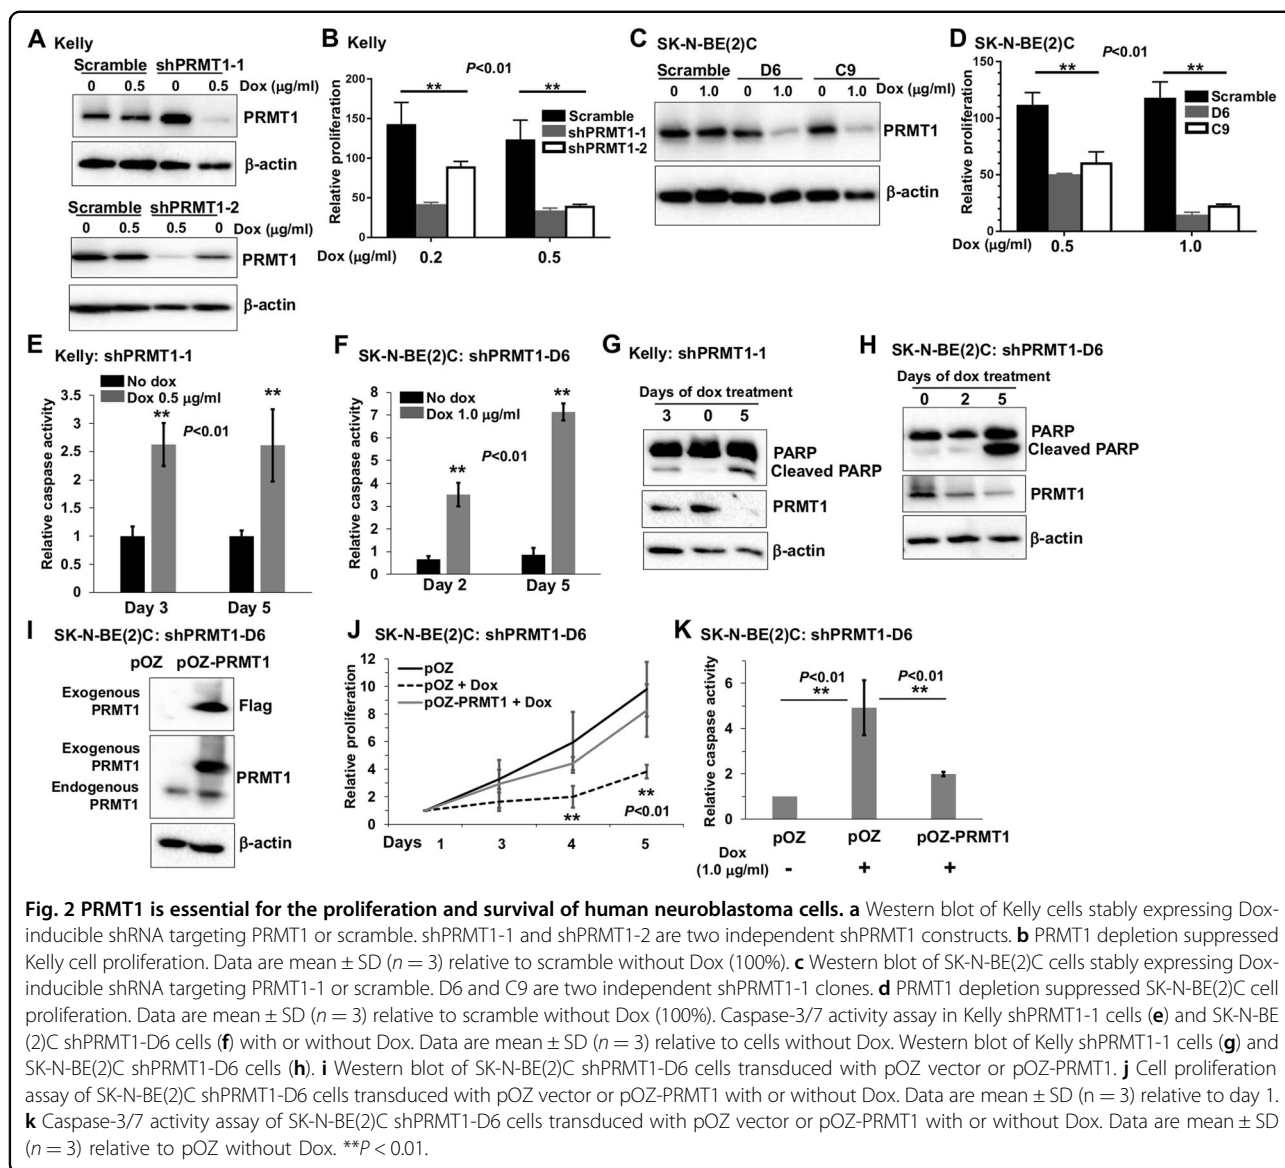 A Kelly
Scramble shPRMT1-1
0 0.5 0 0.5 Dox (µg/ml)
PRMT1
β-actin
Scramble shPRMT1-2
0 0.5 0.5 0 Dox (µg/ml)
PRMT1
β-actin
B Kelly
P<0.01
** **
Relative proliferation
200
150
100
50
0
Scramble
shPRMT1-1
shPRMT1-2
Dox (µg/ml) 0.2 0.5
C SK-N-BE(2)C
Scramble D6 C9
0 1.0 0 1.0 0 1.0 Dox (µg/ml)
PRMT1
β-actin
D SK-N-BE(2)C
P<0.01
** **
Relative proliferation
150
100
50
0
Scramble
D6
C9
Dox (µg/ml) 0.5 1.0
E Kelly: shPRMT1-1
No dox
Dox 0.5 µg/ml
** **
P<0.01
Relative caspase activity
3.5
3
2.5
2
1.5
1
0.5
0
Day 3 Day 5
F SK-N-BE(2)C: shPRMT1-D6
No dox
Dox 1.0 µg/ml
**
P<0.01
**
Relative caspase activity
8
7
6
5
4
3
2
1
0
Day 2 Day 5
G Kelly: shPRMT1-1
Days of dox treatment
3 0 5
PARP
Cleaved PARP
PRMT1
β-actin
H SK-N-BE(2)C: shPRMT1-D6
Days of dox treatment
0 2 5
PARP
Cleaved PARP
PRMT1
β-actin
I SK-N-BE(2)C: shPRMT1-D6
pOZ pOZ-PRMT1
Exogenous
PRMT1
Flag
Exogenous
PRMT1
PRMT1
Endogenous
PRMT1
β-actin
J SK-N-BE(2)C: shPRMT1-D6
pOZ
pOZ + Dox
pOZ-PRMT1 + Dox
Relative proliferation
12
10
8
6
4
2
0
**
**
P<0.01
Days 1 3 4 5
K SK-N-BE(2)C: shPRMT1-D6
P<0.01 P<0.01
** **
Relative caspase activity
6
4
2
0
pOZ pOZ pOZ-PRMT1
Dox
(1.0 µg/ml) - + +
Fig. 2 PRMT1 is essential for the proliferation and survival of human neuroblastoma cells. a Western blot of Kelly cells stably expressing Dox-
inducible shRNA targeting PRMT1 or scramble. shPRMT1-1 and shPRMT1-2 are two independent shPRMT1 constructs. b PRMT1 depletion suppressed
Kelly cell proliferation. Data are mean ± SD (n = 3) relative to scramble without Dox (100%). c Western blot of SK-N-BE(2)C cells stably expressing Dox-
inducible shRNA targeting PRMT1-1 or scramble. D6 and C9 are two independent shPRMT1-1 clones. d PRMT1 depletion suppressed SK-N-BE(2)C cell
proliferation. Data are mean ± SD (n = 3) relative to scramble without Dox (100%). Caspase-3/7 activity assay in Kelly shPRMT1-1 cells (e) and SK-N-BE
(2)C shPRMT1-D6 cells (f) with or without Dox. Data are mean ± SD (n = 3) relative to cells without Dox. Western blot of Kelly shPRMT1-1 cells (g) and
SK-N-BE(2)C shPRMT1-D6 cells (h). i Western blot of SK-N-BE(2)C shPRMT1-D6 cells transduced with pOZ vector or pOZ-PRMT1. j Cell proliferation
assay of SK-N-BE(2)C shPRMT1-D6 cells transduced with pOZ vector or pOZ-PRMT1 with or without Dox. Data are mean ± SD (n = 3) relative to day 1.
k Caspase-3/7 activity assay of SK-N-BE(2)C shPRMT1-D6 cells transduced with pOZ vector or pOZ-PRMT1 with or without Dox. Data are mean ± SD
(n = 3) relative to pOZ without Dox. **P < 0.01.